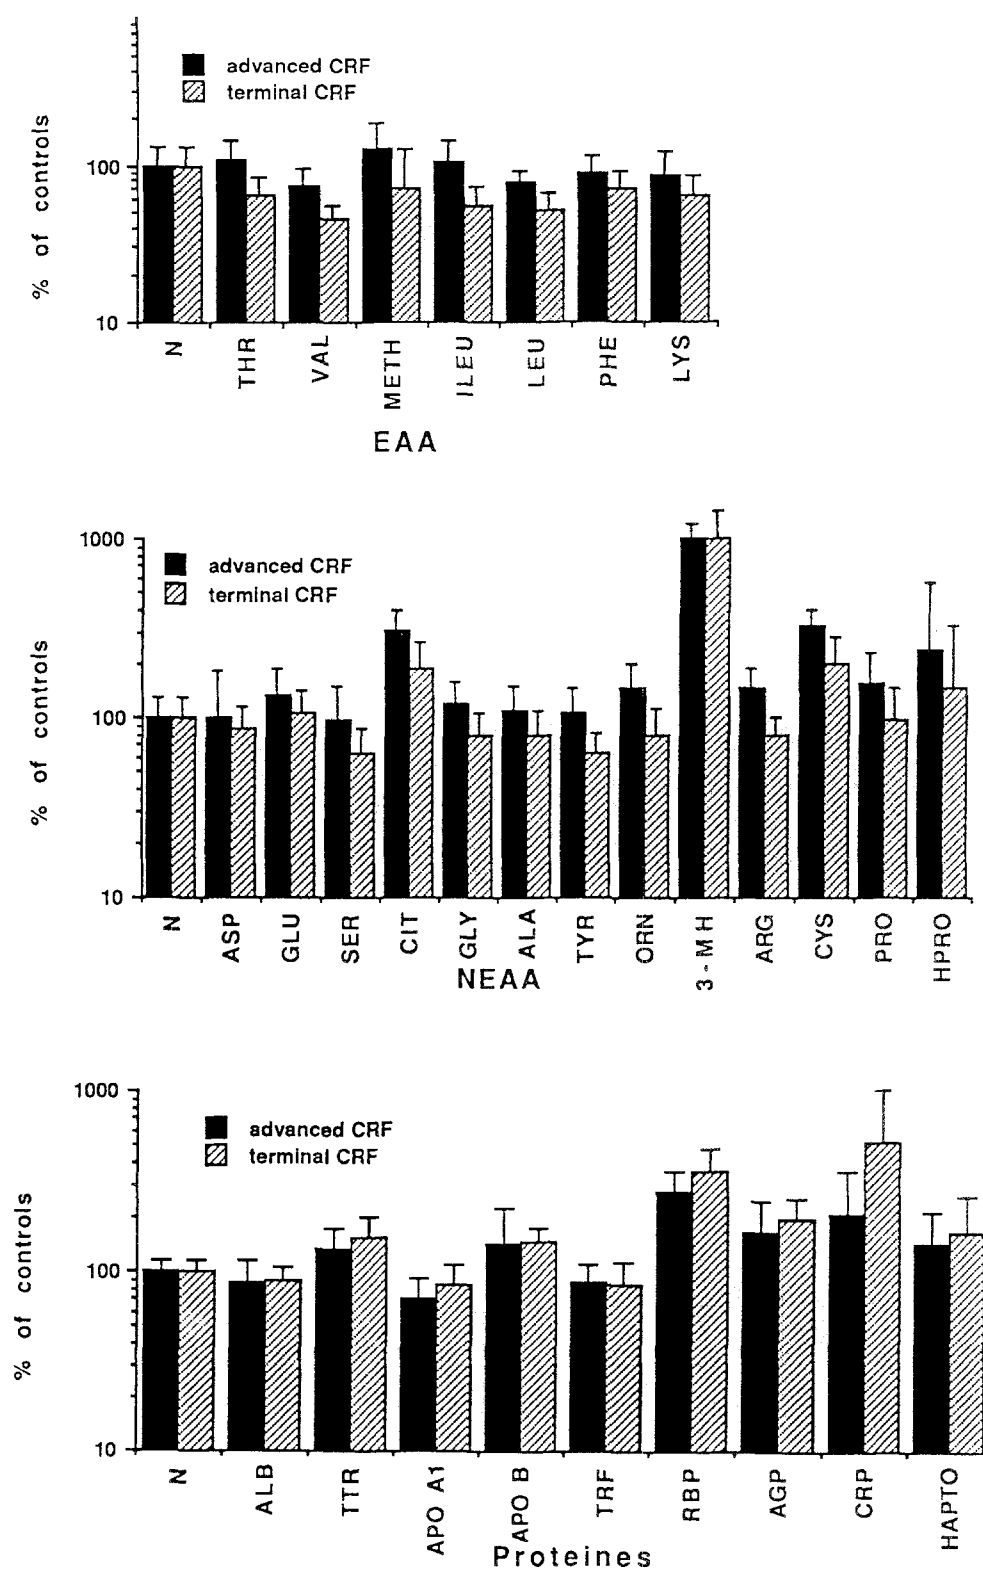 advanced CRF
terminal CRF
% of controls
100
10
N THR VAL METH ILEU LEU PHE LYS
EAA
1000
advanced CRF
terminal CRF
% of controls
100
10
N ASP GLU SER CIT GLY ALA TYR ORN 3-MH ARG CYS PRO HPRO
NEAA
1000
advanced CRF
terminal CRF
% of controls
100
10
N ALB TTR APO A1 APO B TRF RBP AGP CRP HAPTO
Proteines